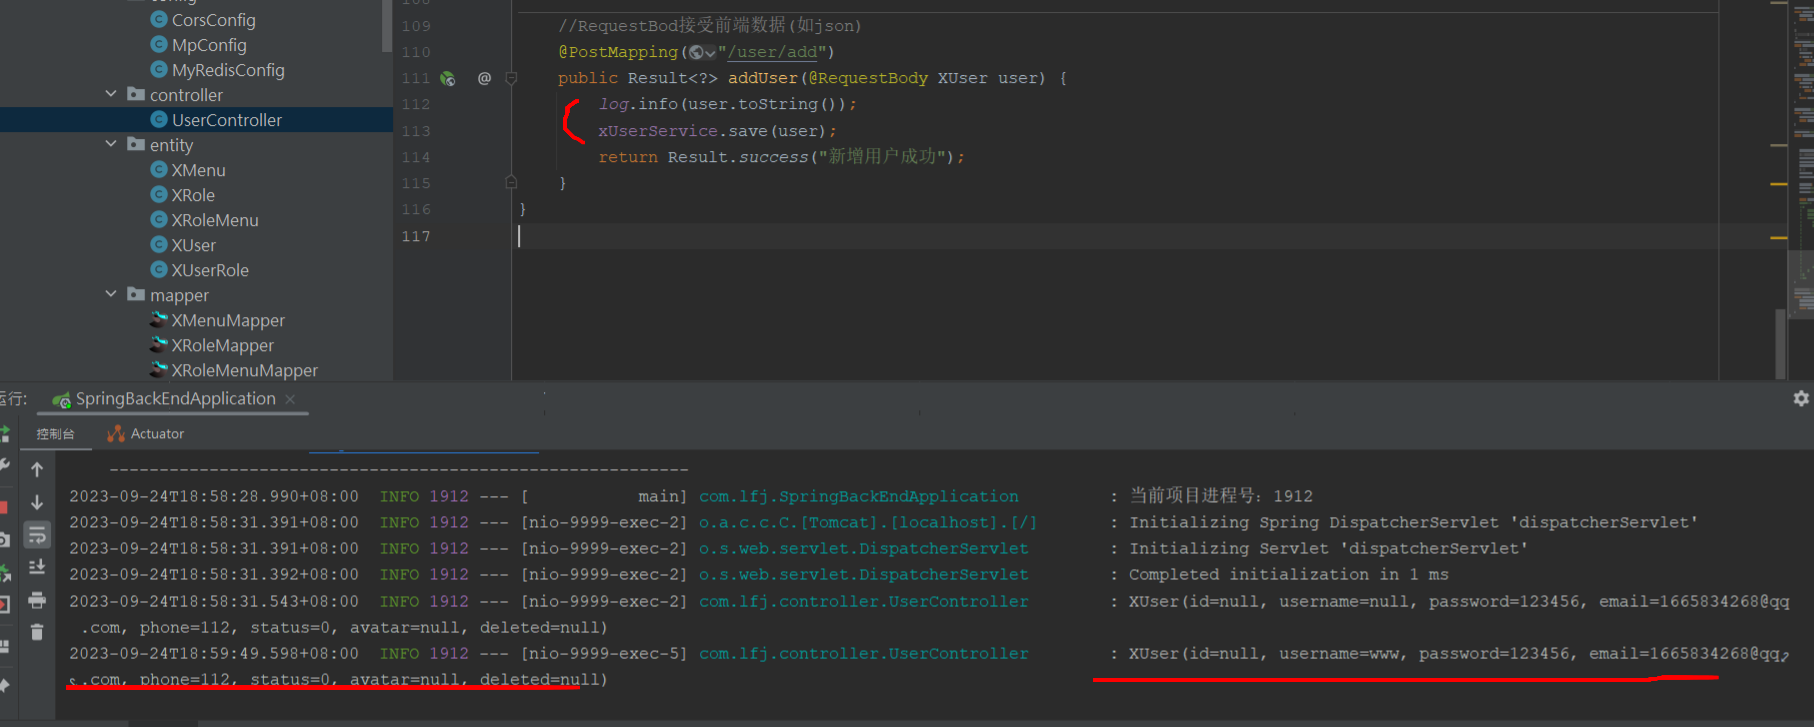 CorsConfig
MpConfig
MyRedisConfig
controller
UserController
entity
XMenu
XRole
XRoleMenu
XUser
XUserRole
mapper
XMenuMapper
XRoleMapper
XRoleMenuMapper
109 //RequestBod接受前端数据(如json)
110 @PostMapping("/user/add")
111 @ public Result<?> addUser(@RequestBody XUser user) {
112 log.info(user.toString());
113 xUserService.save(user);
114 return Result.success("新增用户成功");
115 }
116 }
117
运行: SpringBackEndApplication ×
控制台 Actuator
----------------------------------------------------------
2023-09-24T18:58:28.990+08:00 INFO 1912 --- [ main] com.lfj.SpringBackEndApplication : 当前项目进程号: 1912
2023-09-24T18:58:31.391+08:00 INFO 1912 --- [nio-9999-exec-2] o.a.c.c.C.[Tomcat].[localhost].[/] : Initializing Spring DispatcherServlet 'dispatcherServlet'
2023-09-24T18:58:31.391+08:00 INFO 1912 --- [nio-9999-exec-2] o.s.web.servlet.DispatcherServlet : Initializing Servlet 'dispatcherServlet'
2023-09-24T18:58:31.392+08:00 INFO 1912 --- [nio-9999-exec-2] o.s.web.servlet.DispatcherServlet : Completed initialization in 1 ms
2023-09-24T18:58:31.543+08:00 INFO 1912 --- [nio-9999-exec-2] com.lfj.controller.UserController : XUser(id=null, username=null, password=123456, email=1665834268@qq
.com, phone=112, status=0, avatar=null, deleted=null)
2023-09-24T18:59:49.598+08:00 INFO 1912 --- [nio-9999-exec-5] com.lfj.controller.UserController : XUser(id=null, username=www, password=123456, email=1665834268@qq
.com, phone=112, status=0, avatar=null, deleted=null)